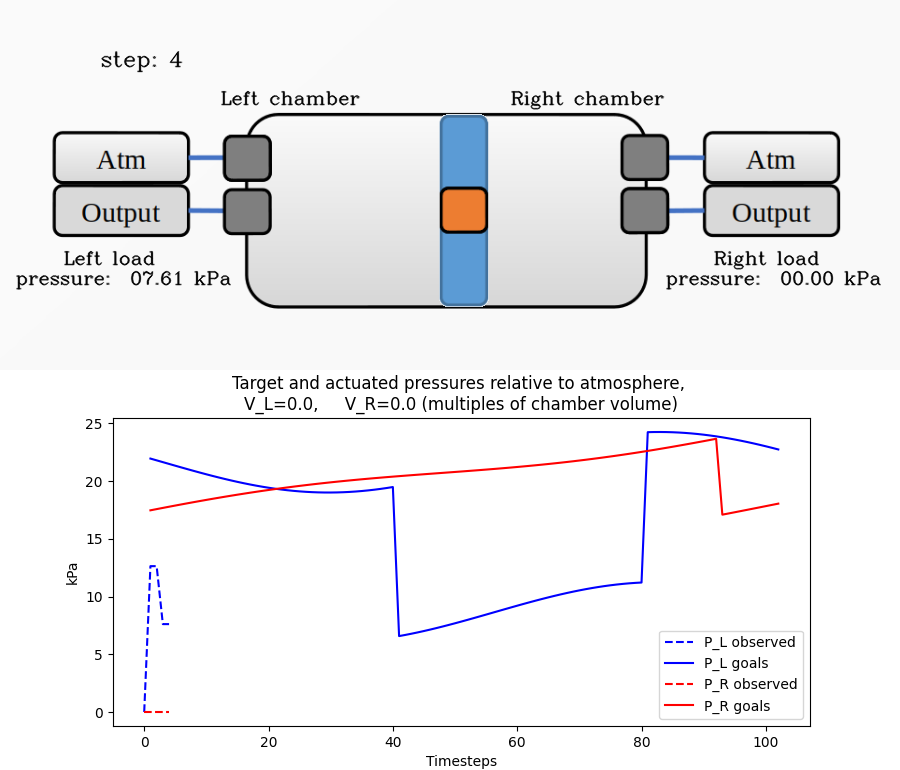 step: 4
Left chamber
Right chamber
Atm
Output
Left load
pressure: 07.61 kPa
Atm
Output
Right load
pressure: 00.00 kPa
Target and actuated pressures relative to atmosphere,
V_L=0.0, V_R=0.0 (multiples of chamber volume)
25
20
15
10
5
0
kPa
0 20 40 60 80 100
Timesteps
P_L observed
P_L goals
P_R observed
P_R goals